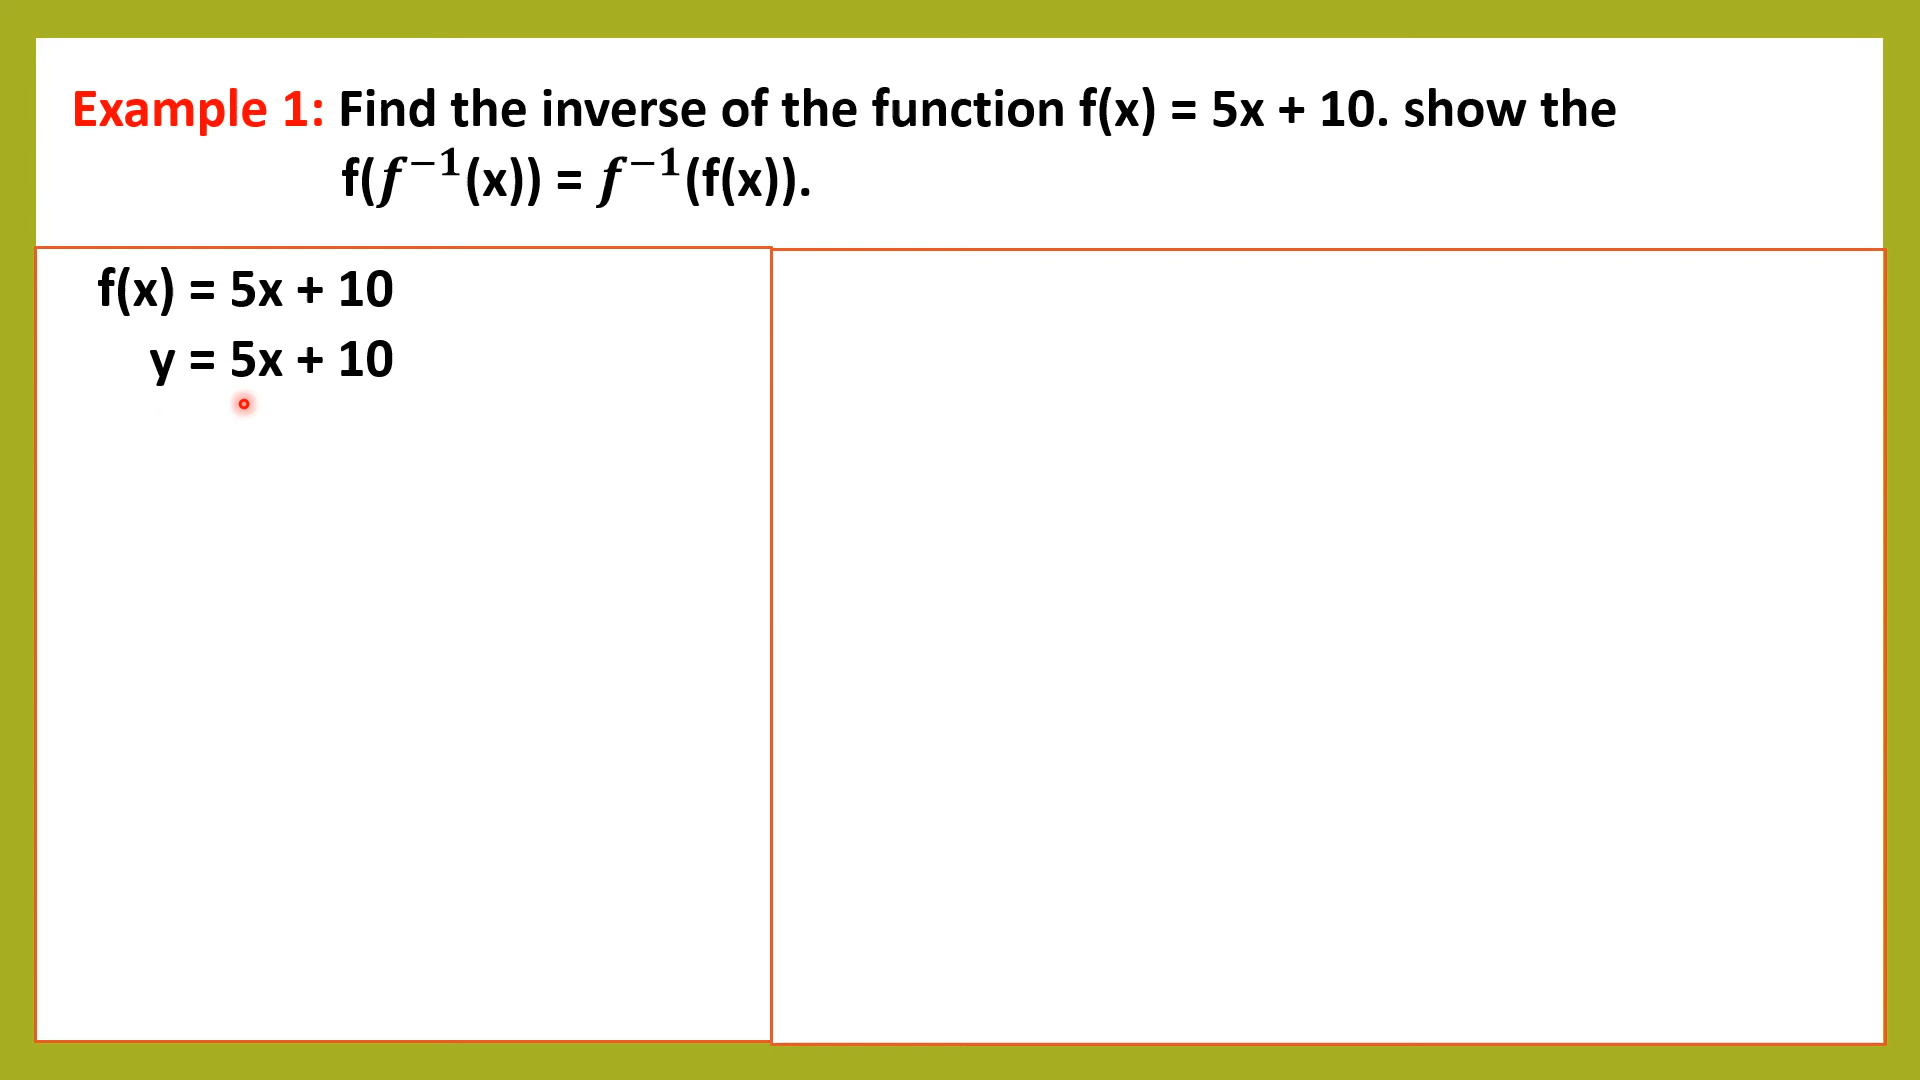 Example 1: Find the inverse of the function f(x) = 5x + 10. show the
f(f⁻¹(x)) = f⁻¹(f(x)).
f(x) = 5x + 10
y = 5x + 10